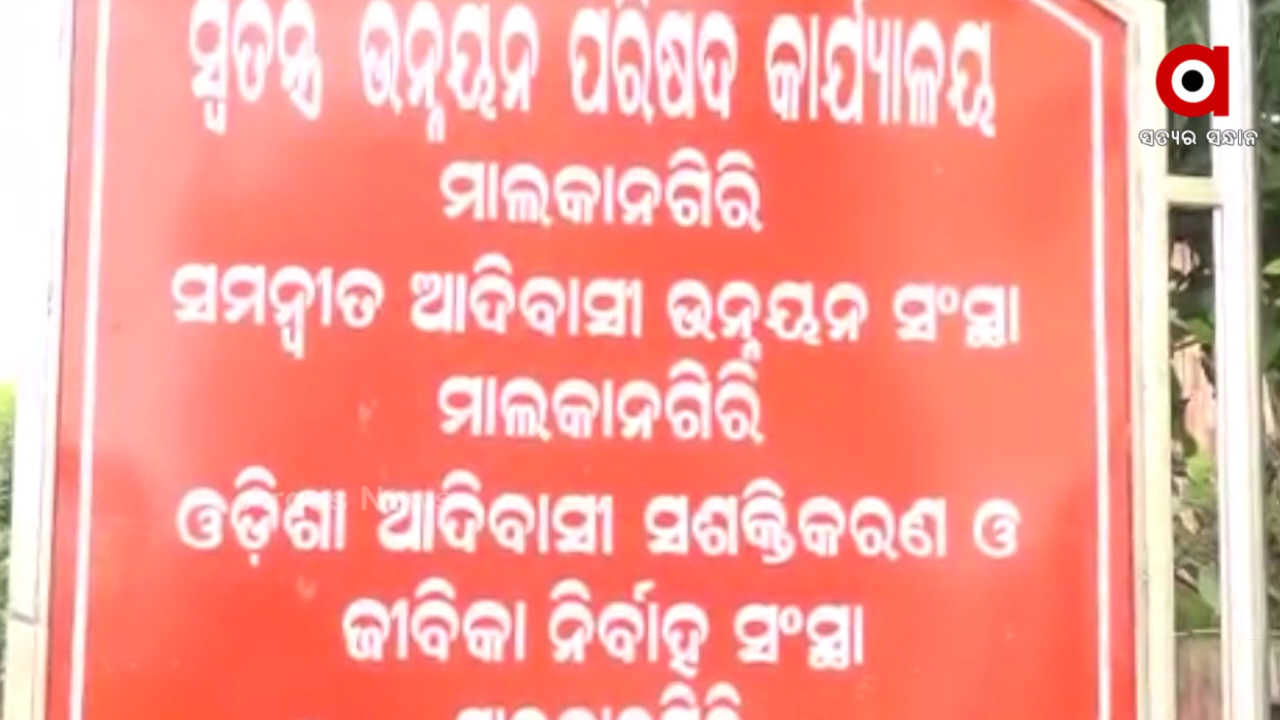 ସ୍ୱତନ୍ତ୍ର ଉନ୍ନୟନ ପରିଷଦ କାର୍ଯ୍ୟାଳୟ
ମାଲକାନଗିରି
ସମନ୍ୱୀତ ଆଦିବାସୀ ଉନ୍ନୟନ ସଂସ୍ଥା
ମାଲକାନଗିରି
ଓଡ଼ିଶା ଆଦିବାସୀ ସଶକ୍ତିକରଣ ଓ
ଜୀବିକା ନିର୍ବାହ ସଂସ୍ଥା
a
ସତ୍ୟର ସନ୍ଧାନ